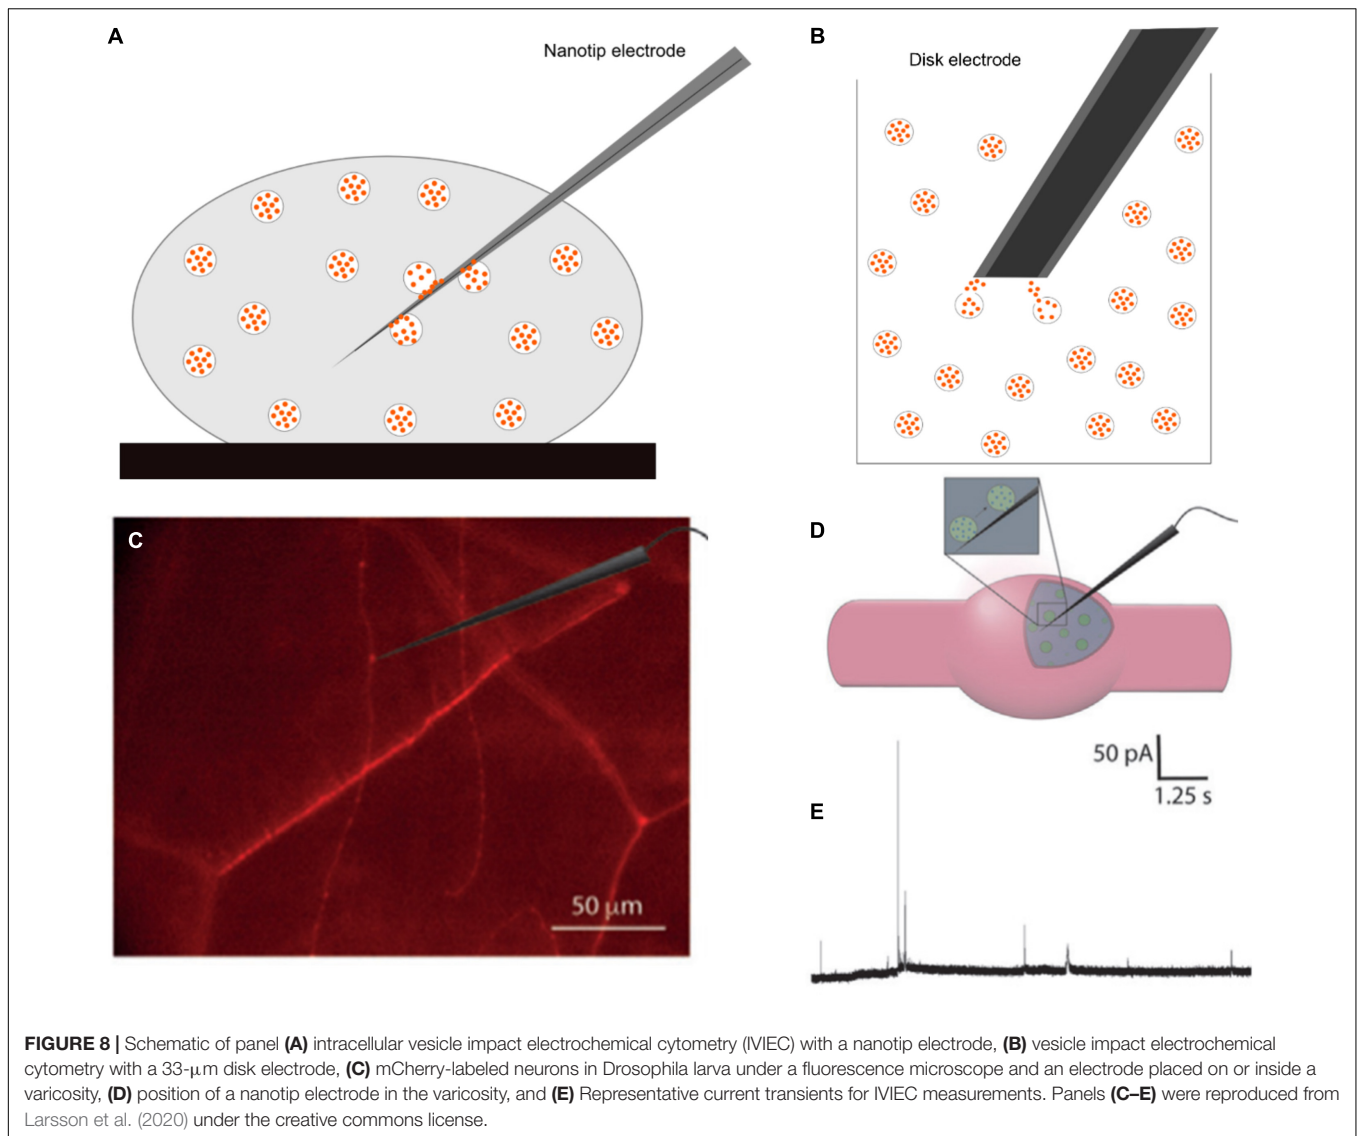 A
Nanotip electrode
B
Disk electrode
C
50 μm
D
50 pA
1.25 s
E
FIGURE 8 | Schematic of panel (A) intracellular vesicle impact electrochemical cytometry (IVIEC) with a nanotip electrode, (B) vesicle impact electrochemical
cytometry with a 33-μm disk electrode, (C) mCherry-labeled neurons in Drosophila larva under a fluorescence microscope and an electrode placed on or inside a
varicosity, (D) position of a nanotip electrode in the varicosity, and (E) Representative current transients for IVIEC measurements. Panels (C–E) were reproduced from
Larsson et al. (2020) under the creative commons license.